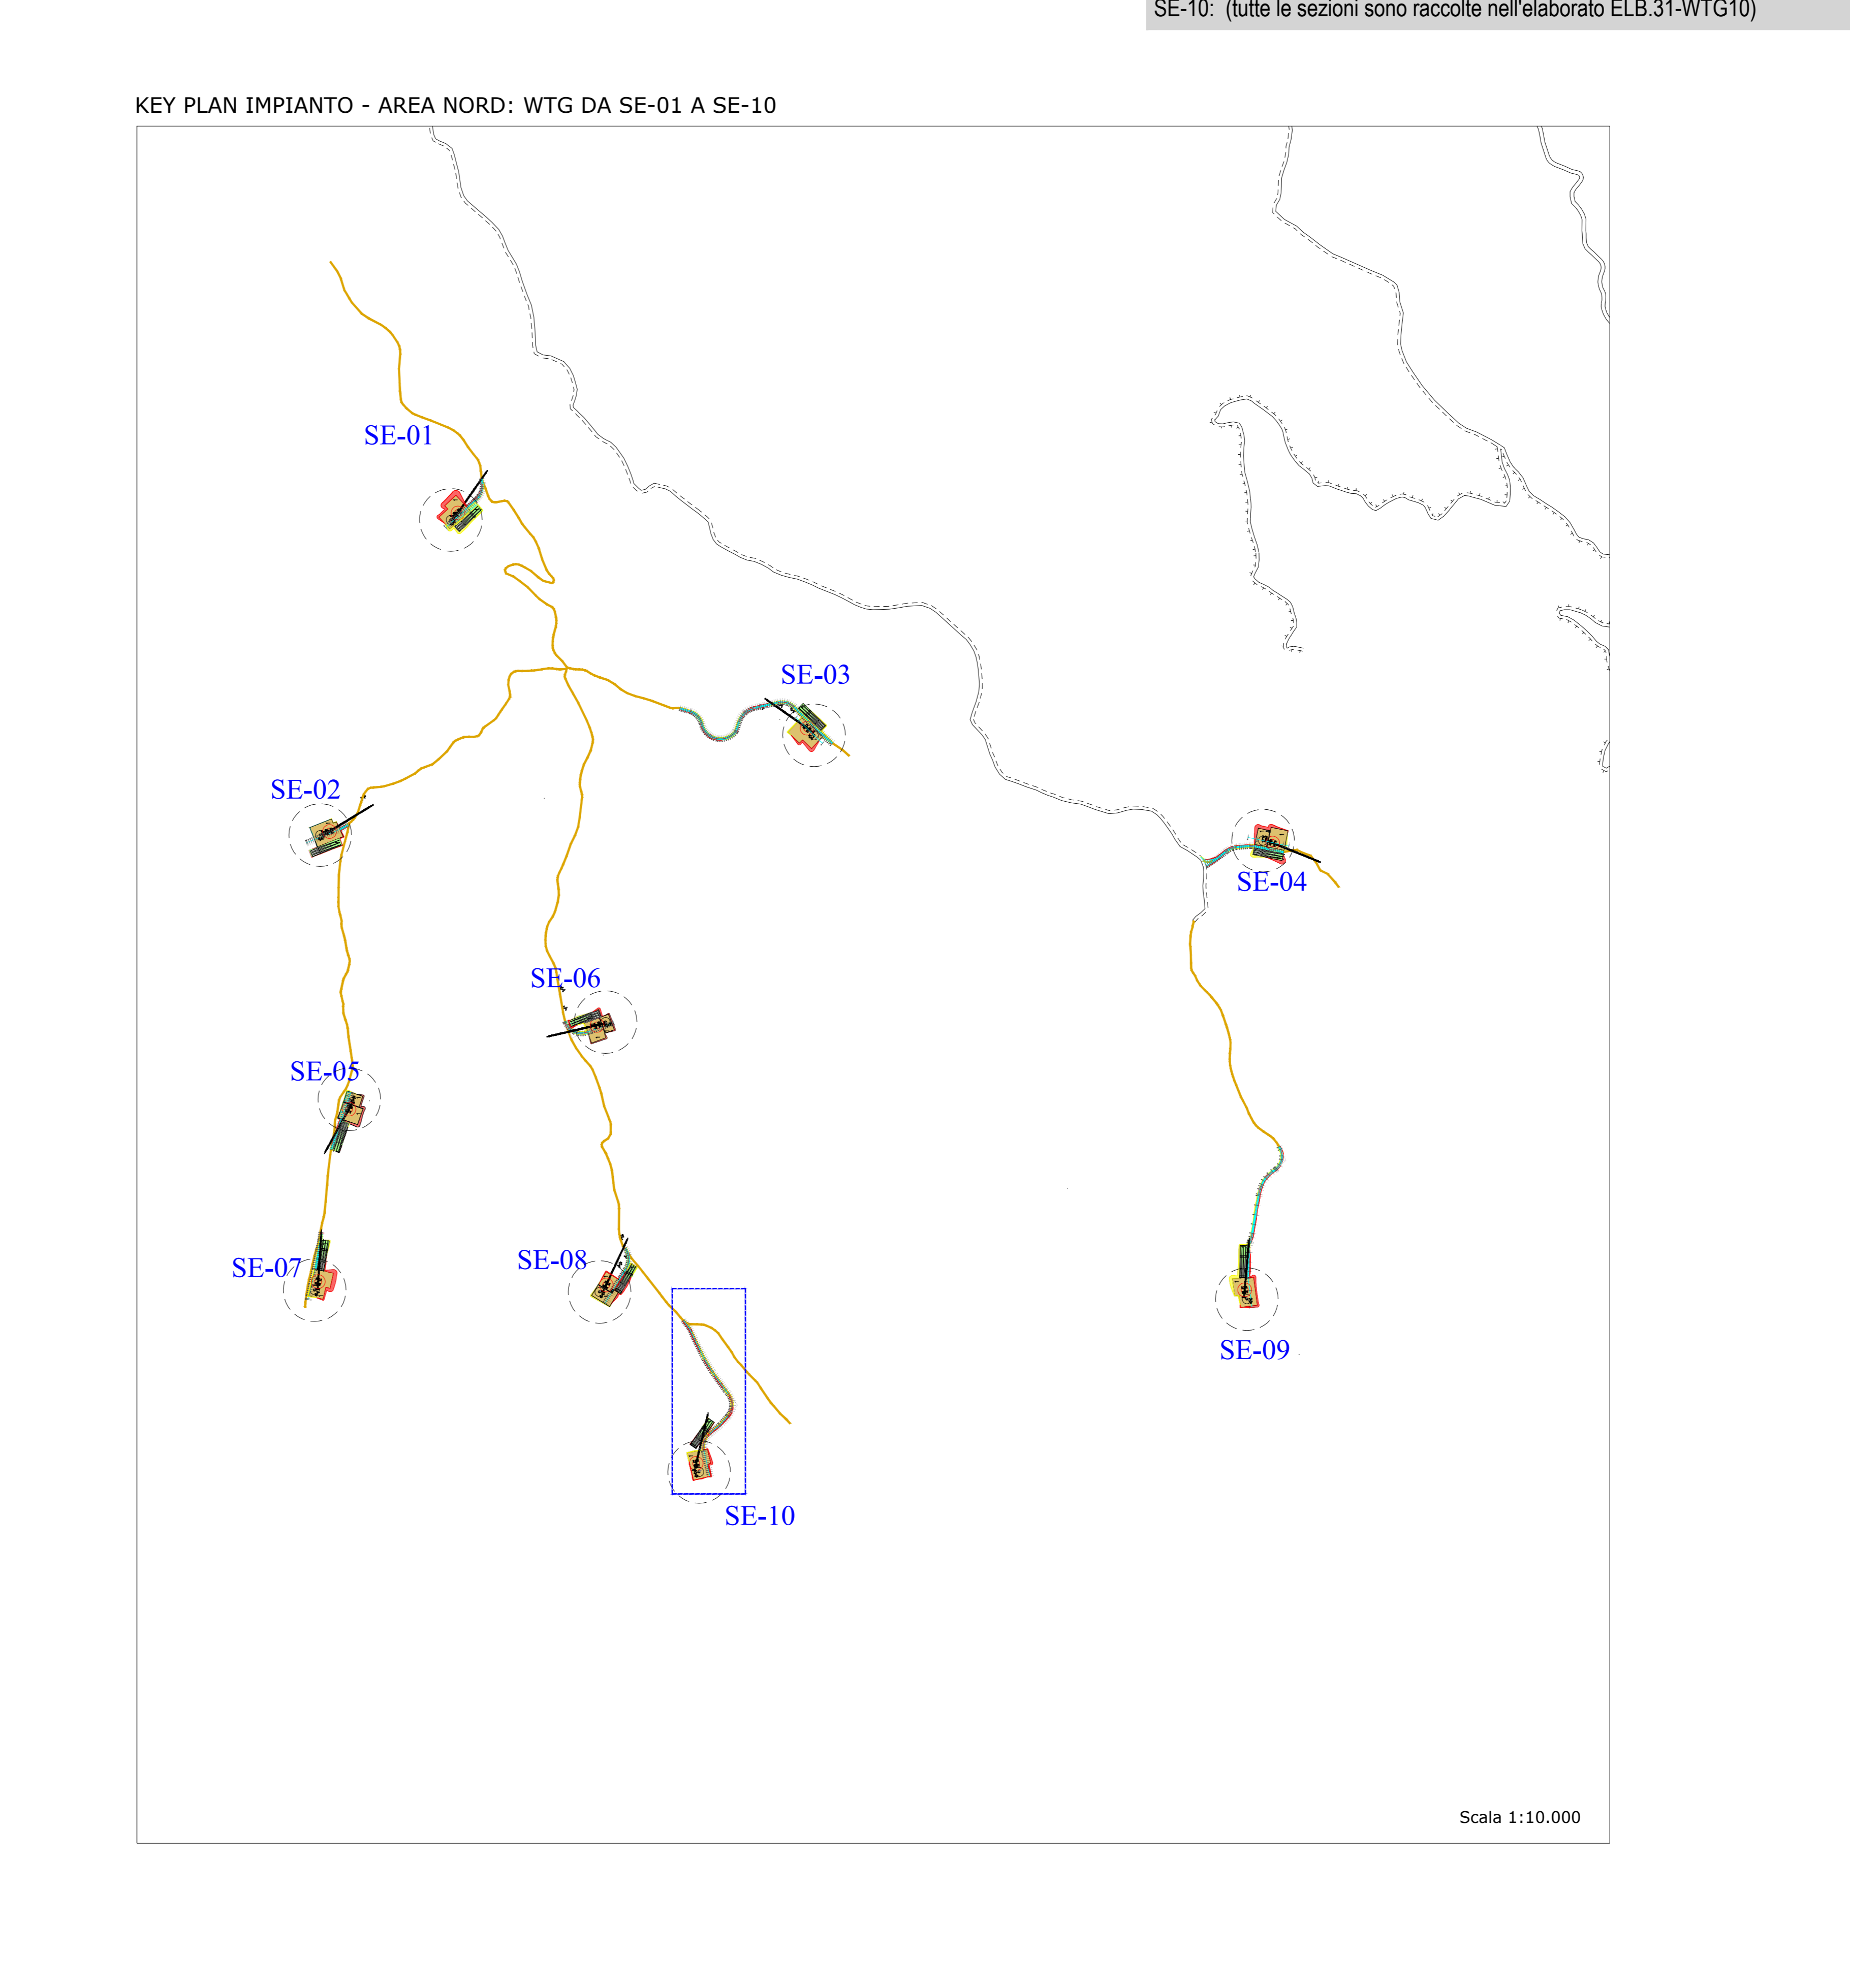 SE-10: (tutte le sezioni sono raccolte nell'elaborato ELB.31-WTG10)
KEY PLAN IMPIANTO - AREA NORD: WTG DA SE-01 A SE-10
SE-01
SE-03
SE-02
SE-04
SE-06
SE-05
SE-08
SE-07
SE-09
SE-10
Scala 1:10.000